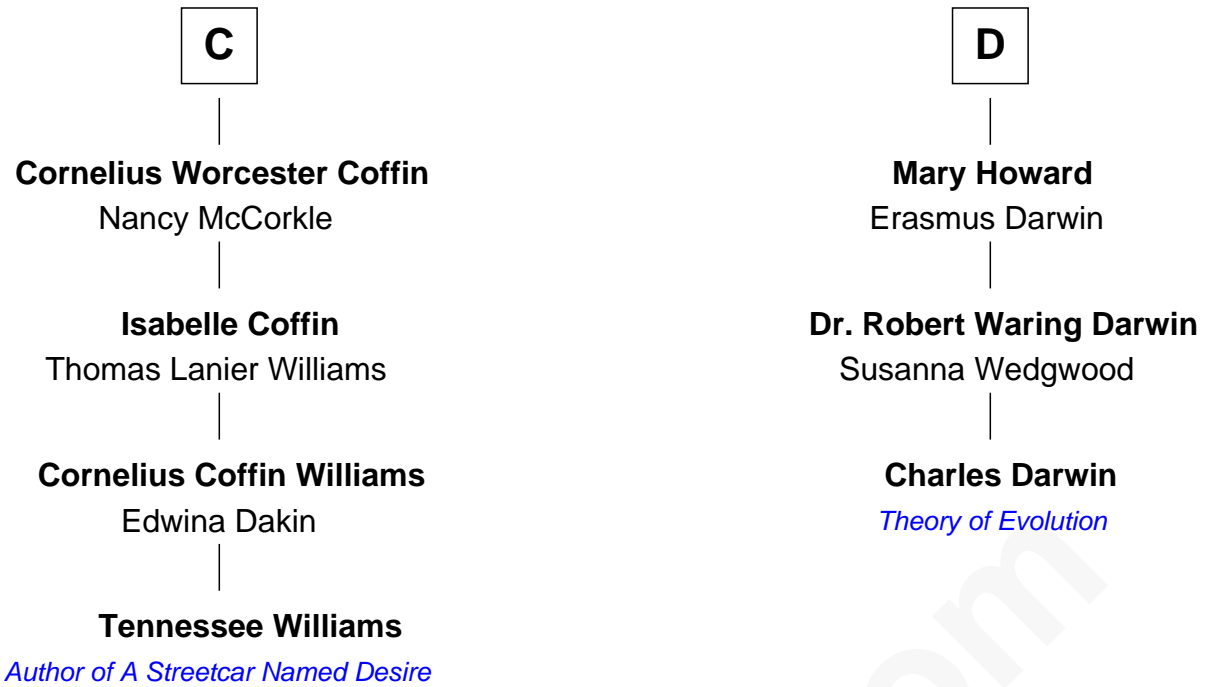 C
Cornelius Worcester Coffin
Nancy McCorkle
Isabelle Coffin
Thomas Lanier Williams
Cornelius Coffin Williams
Edwina Dakin
Tennessee Williams
Author of A Streetcar Named Desire
D
Mary Howard
Erasmus Darwin
Dr. Robert Waring Darwin
Susanna Wedgwood
Charles Darwin
Theory of Evolution
om